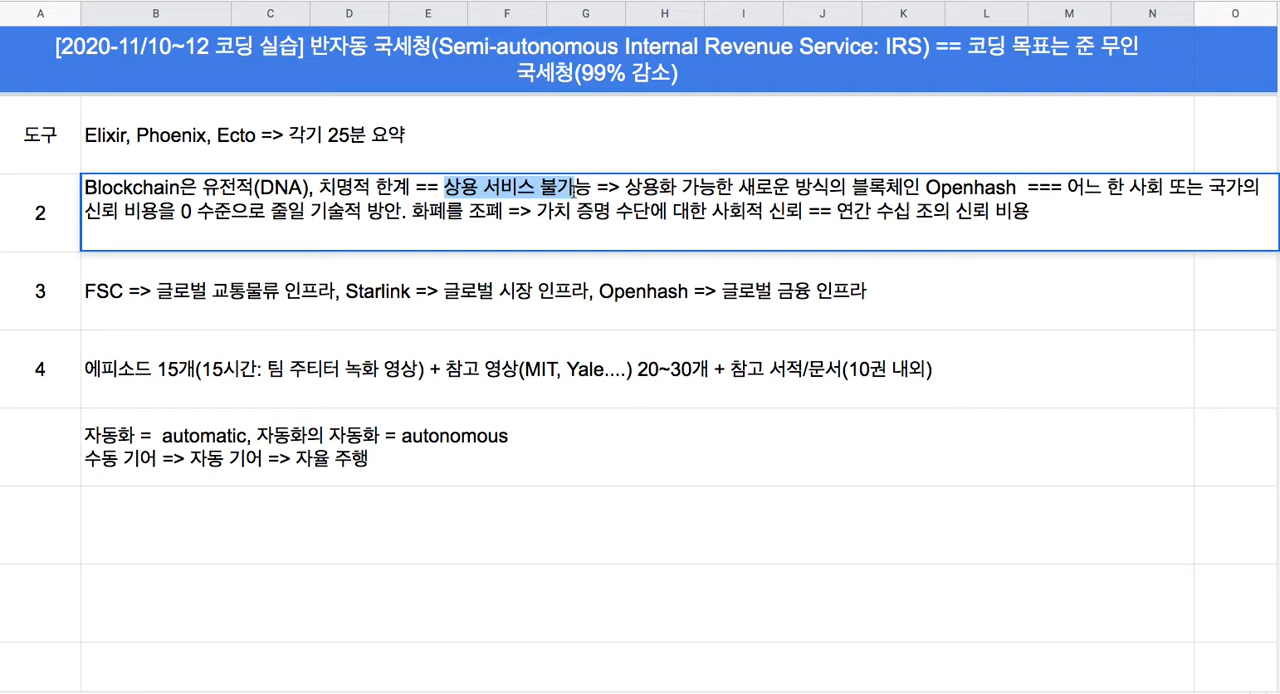 A B C D E F G H I J K L M N O
[2020-11/10~12 코딩 실습] 반자동 국세청(Semi-autonomous Internal Revenue Service: IRS) == 코딩 목표는 준 무인
국세청(99% 감소)
도구 Elixir, Phoenix, Ecto => 각기 25분 요약
2 Blockchain은 유전적(DNA), 치명적 한계 == 상용 서비스 불가능 => 상용화 가능한 새로운 방식의 블록체인 Openhash === 어느 한 사회 또는 국가의
신뢰 비용을 0 수준으로 줄일 기술적 방안. 화폐를 조폐 => 가치 증명 수단에 대한 사회적 신뢰 == 연간 수십 조의 신뢰 비용
3 FSC => 글로벌 교통물류 인프라, Starlink => 글로벌 시장 인프라, Openhash => 글로벌 금융 인프라
4 에피소드 15개(15시간: 팀 주티터 녹화 영상) + 참고 영상(MIT, Yale....) 20~30개 + 참고 서적/문서(10권 내외)
자동화 = automatic, 자동화의 자동화 = autonomous
수동 기어 => 자동 기어 => 자율 주행